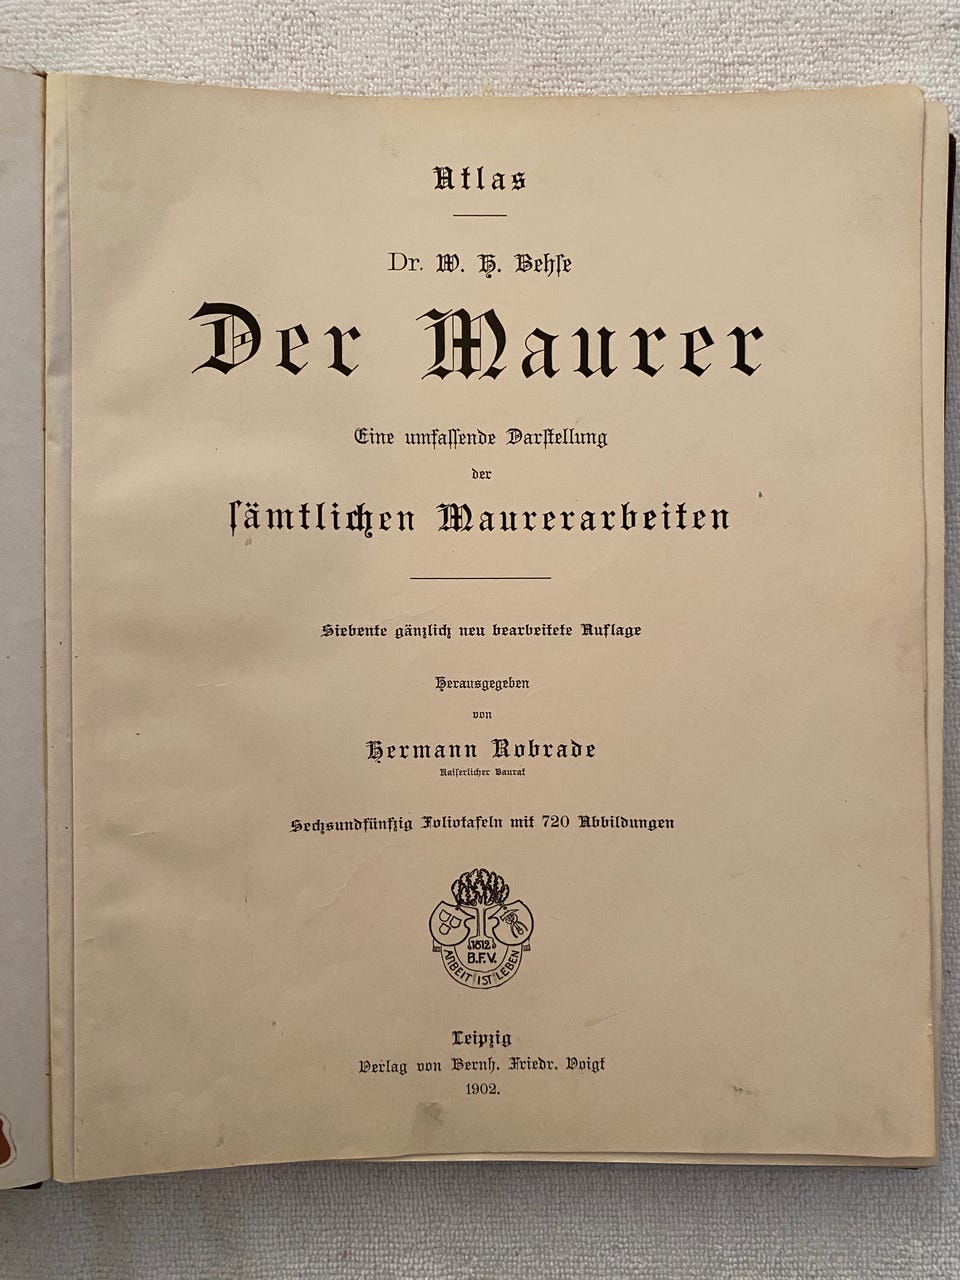 Atlas
Dr. W. H. Behſe
Der Maurer
Eine umfaſſende Darſtellung
der
ſämtlichen Maurerarbeiten
Siebente gänzlich neu bearbeitete Auflage
Herausgegeben
von
Hermann Robrade
Kaiſerlicher Baurat
Sechsundfünfzig Foliotafeln mit 720 Abbildungen
1812
B.F.V.
ARBEIT IST LEBEN
Leipzig
Verlag von Bernh. Friedr. Voigt
1902.